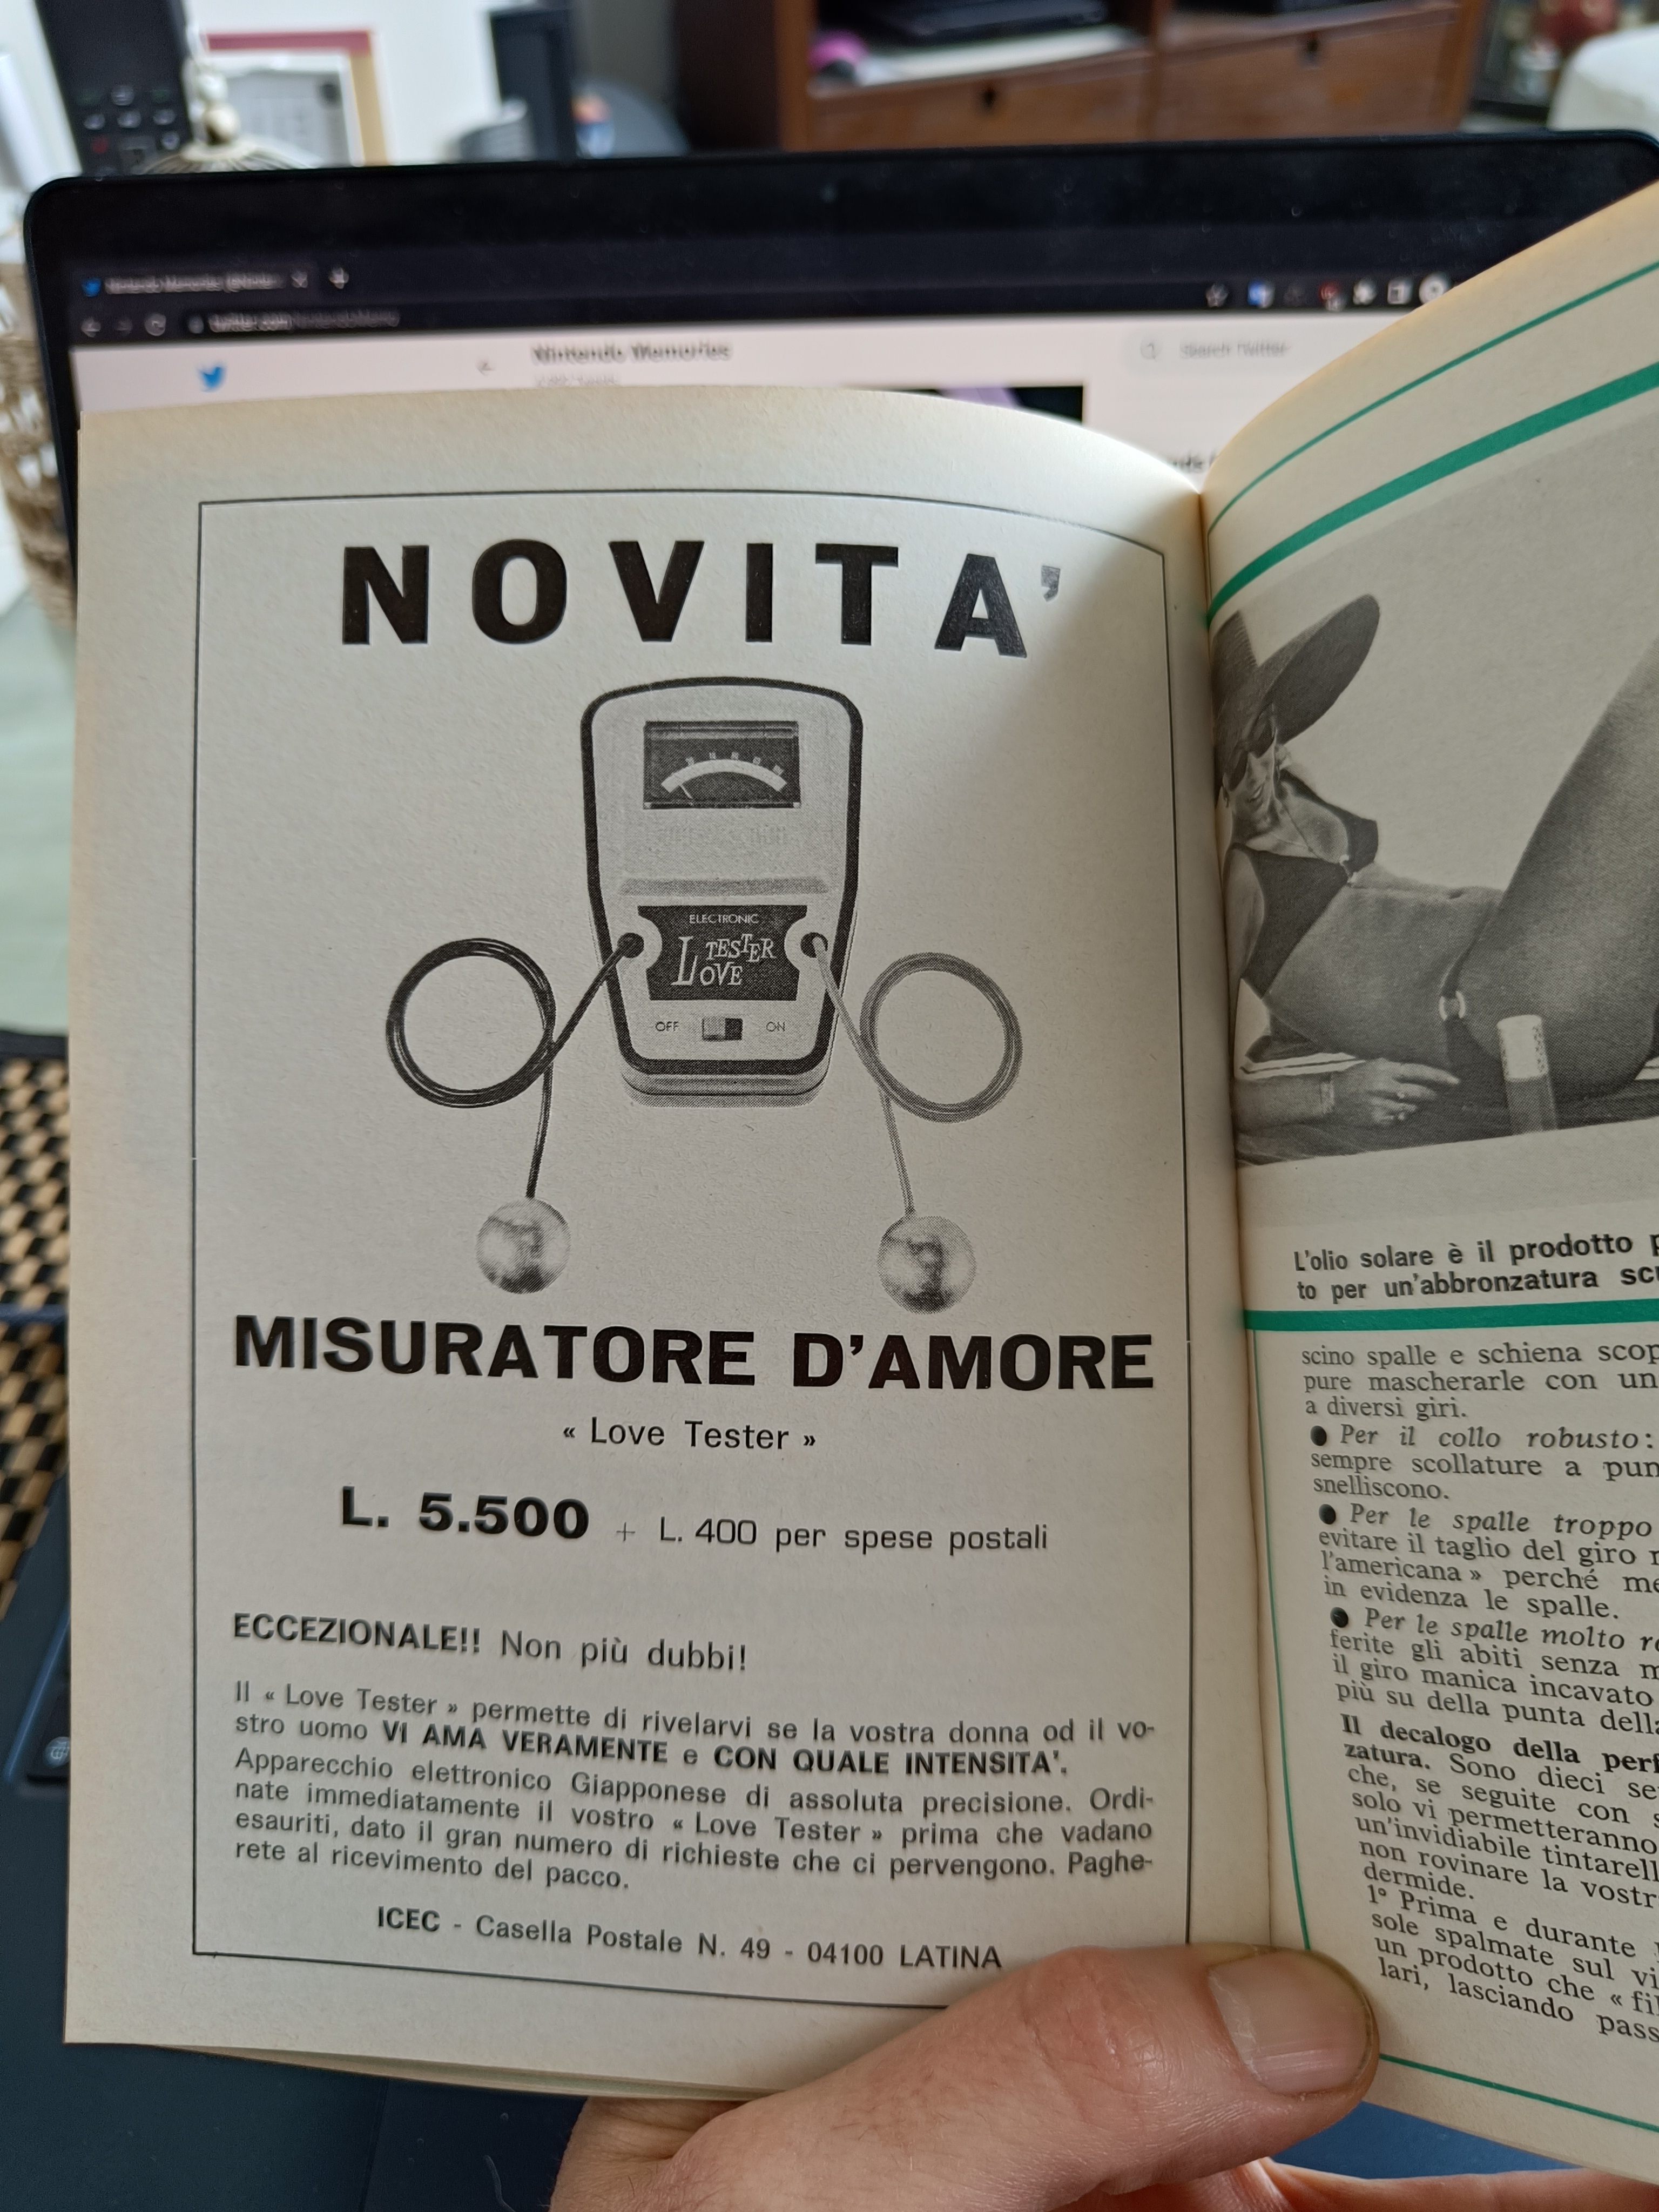 Nintendo Memories
Search Twitter
NOVITA'
ELECTRONIC
LOVE TESTER
OFF ON
MISURATORE D'AMORE
« Love Tester »
L. 5.500 + L. 400 per spese postali
ECCEZIONALE!! Non più dubbi!
Il « Love Tester » permette di rivelarvi se la vostra donna od il vo-
stro uomo VI AMA VERAMENTE e CON QUALE INTENSITA'.
Apparecchio elettronico Giapponese di assoluta precisione. Ordi-
nate immediatamente il vostro « Love Tester » prima che vadano
esauriti, dato il gran numero di richieste che ci pervengono. Paghe-
rete al ricevimento del pacco.
ICEC - Casella Postale N. 49 - 04100 LATINA
L'olio solare è il prodotto
to per un'abbronzatura
scino spalle e schiena
pure mascherarle con un
a diversi giri.
● Per il collo robusto:
sempre scollature a
snelliscono.
● Per le spalle troppo
evitare il taglio del giro
l'americana » perché
in evidenza le spalle.
● Per le spalle molto
ferite gli abiti senza
il giro manica incavato
più su della punta
Il decalogo della
zatura. Sono dieci
che, se seguite con
solo vi permetteranno
un'invidiabile
non rovinare la
dermide.
1° Prima e durante
sole spalmate sul
un prodotto che «
lari, lasciando